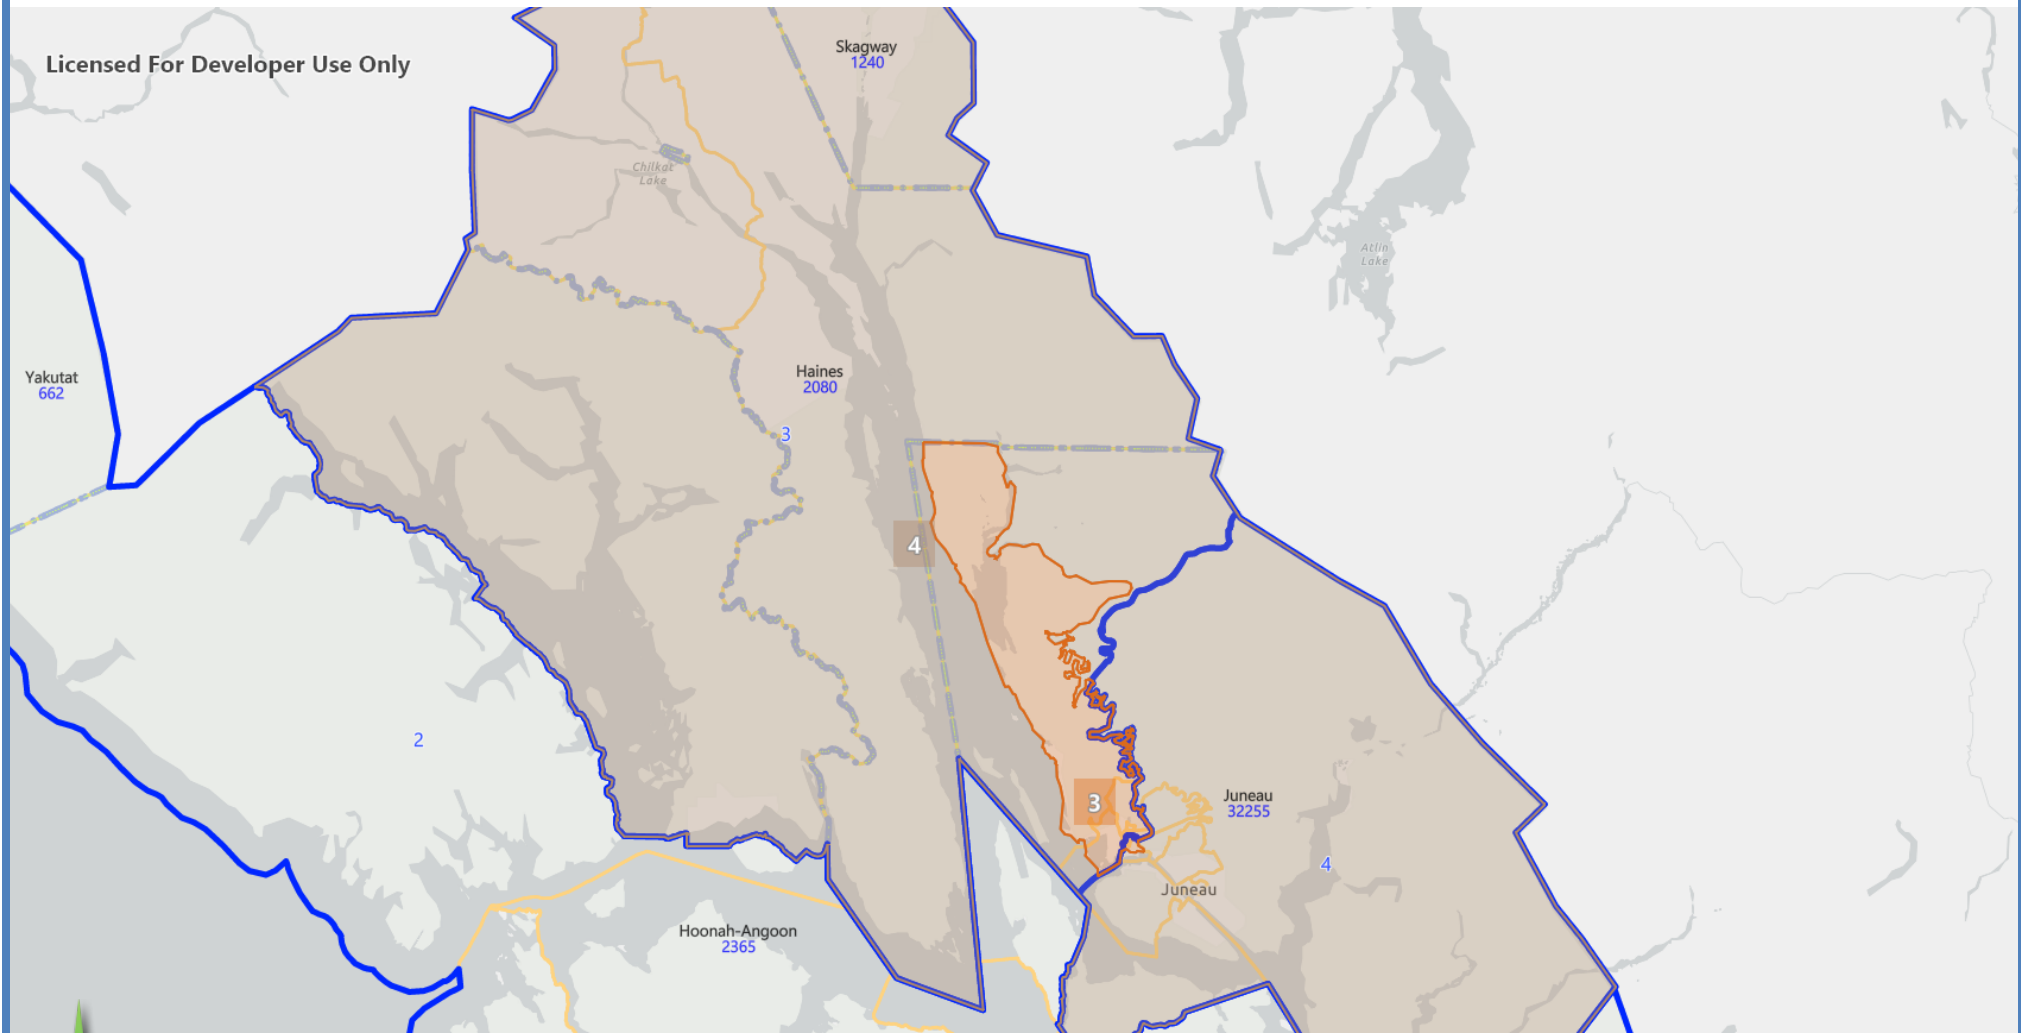 Licensed For Developer Use Only
Skagway
1240
Chilkat
Lake
Atlin
Lake
Yakutat
662
Haines
2080
3
4
2
3
Juneau
32255
4
Juneau
Hoonah-Angoon
2365